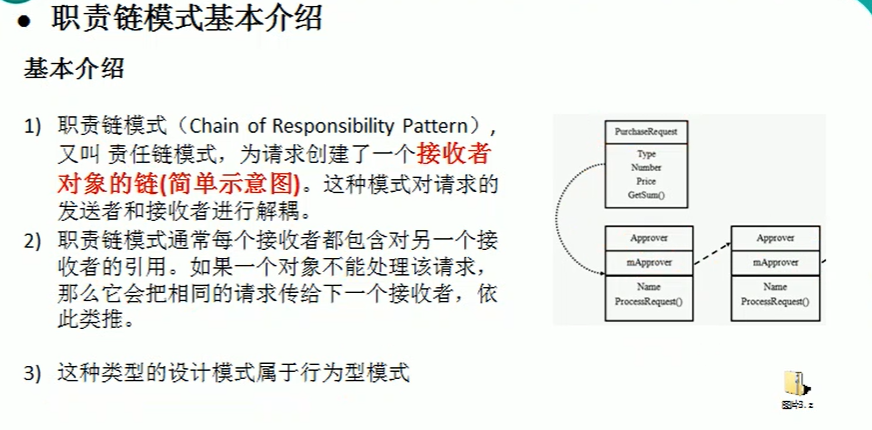 ● 职责链模式基本介绍
基本介绍
1) 职责链模式（Chain of Responsibility Pattern），
又叫 责任链模式，为请求创建了一个接收者
对象的链(简单示意图)。这种模式对请求的
发送者和接收者进行解耦。
2) 职责链模式通常每个接收者都包含对另一个接
收者的引用。如果一个对象不能处理该请求，
那么它会把相同的请求传给下一个接收者，依
此类推。
3) 这种类型的设计模式属于行为型模式
PurchaseRequest
Type
Number
Price
GetSum()
Approver
mApprover
Name
ProcessRequest()
Approver
mApprover
Name
ProcessRequest()
图片3.z